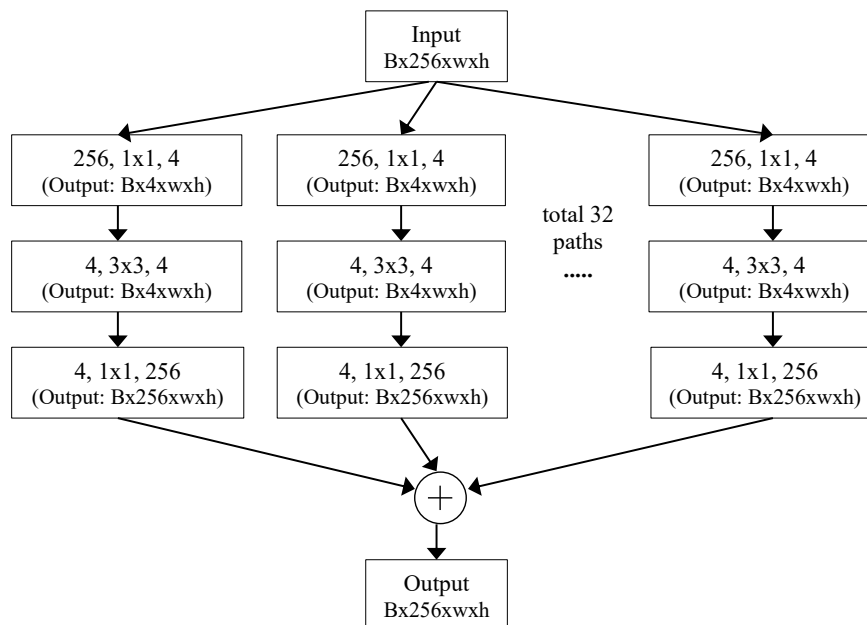 Input
Bx256xwxh
256, 1x1, 4
(Output: Bx4xwxh)
256, 1x1, 4
(Output: Bx4xwxh)
256, 1x1, 4
(Output: Bx4xwxh)
total 32
paths
.....
4, 3x3, 4
(Output: Bx4xwxh)
4, 3x3, 4
(Output: Bx4xwxh)
4, 3x3, 4
(Output: Bx4xwxh)
4, 1x1, 256
(Output: Bx256xwxh)
4, 1x1, 256
(Output: Bx256xwxh)
4, 1x1, 256
(Output: Bx256xwxh)
+
Output
Bx256xwxh